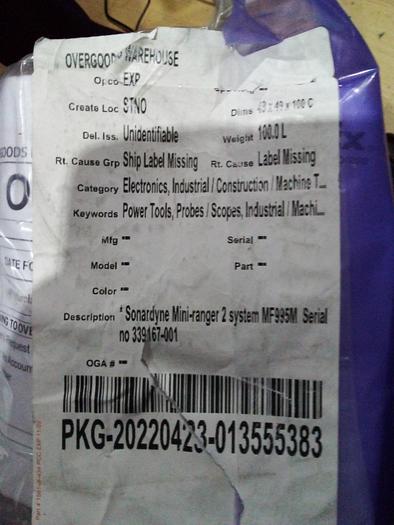 OVERGOODS WAREHOUSE
Opco EXP
Create Loc STNO
Dims 43 x 49 x 100 C
Del. Iss. Unidentifiable
Weight 100.0 L
Rt. Cause Grp Ship Label Missing
Rt. Cause Label Missing
Category Electronics, Industrial / Construction / Machine T...
Keywords Power Tools, Probes / Scopes, Industrial / Machi...
Mfg --
Serial --
Model --
Part --
Color --
Description * Sonardyne Mini-ranger 2 system MF995M Serial
no 339167-001
OGA # --
PKG-20220423-013555383